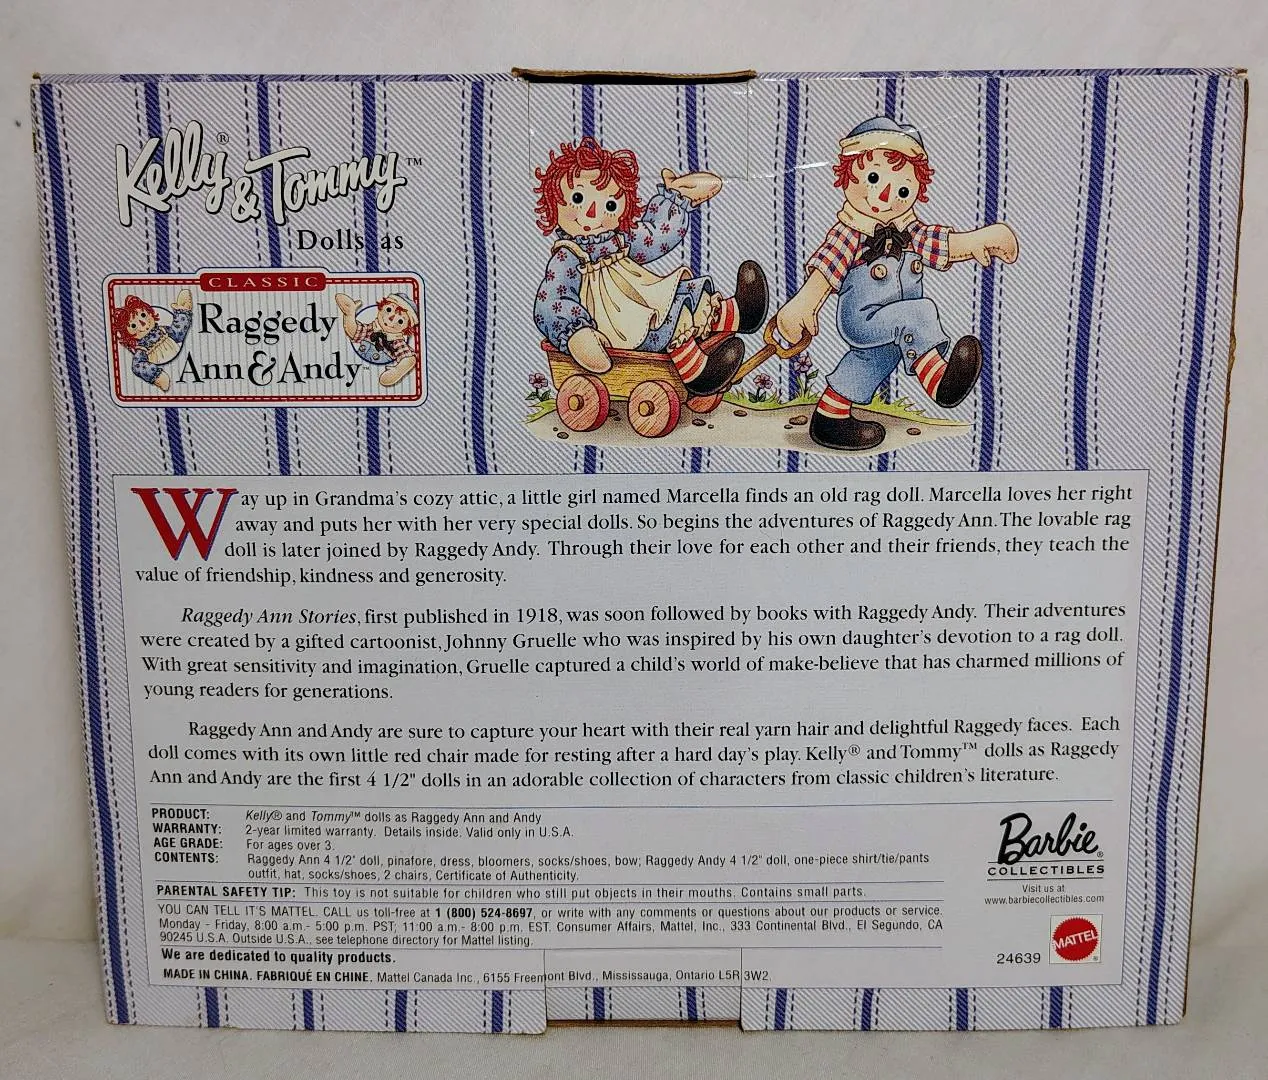 Kelly® & Tommy™
Dolls as
CLASSIC
Raggedy
Ann & Andy™
Way up in Grandma's cozy attic, a little girl named Marcella finds an old rag doll. Marcella loves her right
away and puts her with her very special dolls. So begins the adventures of Raggedy Ann. The lovable rag
doll is later joined by Raggedy Andy. Through their love for each other and their friends, they teach the
value of friendship, kindness and generosity.
Raggedy Ann Stories, first published in 1918, was soon followed by books with Raggedy Andy. Their adventures
were created by a gifted cartoonist, Johnny Gruelle who was inspired by his own daughter's devotion to a rag doll.
With great sensitivity and imagination, Gruelle captured a child's world of make-believe that has charmed millions of
young readers for generations.
Raggedy Ann and Andy are sure to capture your heart with their real yarn hair and delightful Raggedy faces. Each
doll comes with its own little red chair made for resting after a hard day's play. Kelly® and Tommy™ dolls as Raggedy
Ann and Andy are the first 4 1/2" dolls in an adorable collection of characters from classic children's literature.
PRODUCT: Kelly® and Tommy™ dolls as Raggedy Ann and Andy
WARRANTY: 2-year limited warranty. Details inside. Valid only in U.S.A.
AGE GRADE: For ages over 3.
CONTENTS: Raggedy Ann 4 1/2" doll, pinafore, dress, bloomers, socks/shoes, bow; Raggedy Andy 4 1/2" doll, one-piece shirt/tie/pants
outfit, hat, socks/shoes, 2 chairs, Certificate of Authenticity.
PARENTAL SAFETY TIP: This toy is not suitable for children who still put objects in their mouths. Contains small parts.
YOU CAN TELL IT'S MATTEL. CALL us toll-free at 1 (800) 524-8697, or write with any comments or questions about our products or service.
Monday - Friday, 8:00 a.m.- 5:00 p.m. PST; 11:00 a.m.- 8:00 p.m. EST. Consumer Affairs, Mattel, Inc., 333 Continental Blvd., El Segundo, CA
90245 U.S.A. Outside U.S.A., see telephone directory for Mattel listing.
We are dedicated to quality products.
MADE IN CHINA. FABRIQUÉ EN CHINE. Mattel Canada Inc., 6155 Freemont Blvd., Mississauga, Ontario L5R 3W2.
Barbie®
COLLECTIBLES
Visit us at
www.barbiecollectibles.com
24639
MATTEL®